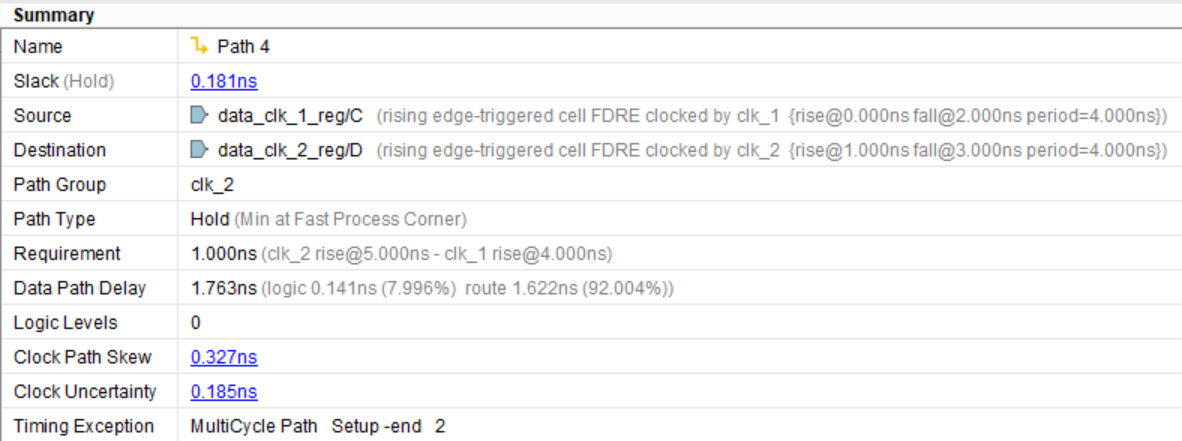 Summary
Name Path 4
Slack (Hold) 0.181ns
Source data_clk_1_reg/C (rising edge-triggered cell FDRE clocked by clk_1 {rise@0.000ns fall@2.000ns period=4.000ns})
Destination data_clk_2_reg/D (rising edge-triggered cell FDRE clocked by clk_2 {rise@1.000ns fall@3.000ns period=4.000ns})
Path Group clk_2
Path Type Hold (Min at Fast Process Corner)
Requirement 1.000ns (clk_2 rise@5.000ns - clk_1 rise@4.000ns)
Data Path Delay 1.763ns (logic 0.141ns (7.996%) route 1.622ns (92.004%))
Logic Levels 0
Clock Path Skew 0.327ns
Clock Uncertainty 0.185ns
Timing Exception MultiCycle Path Setup -end 2